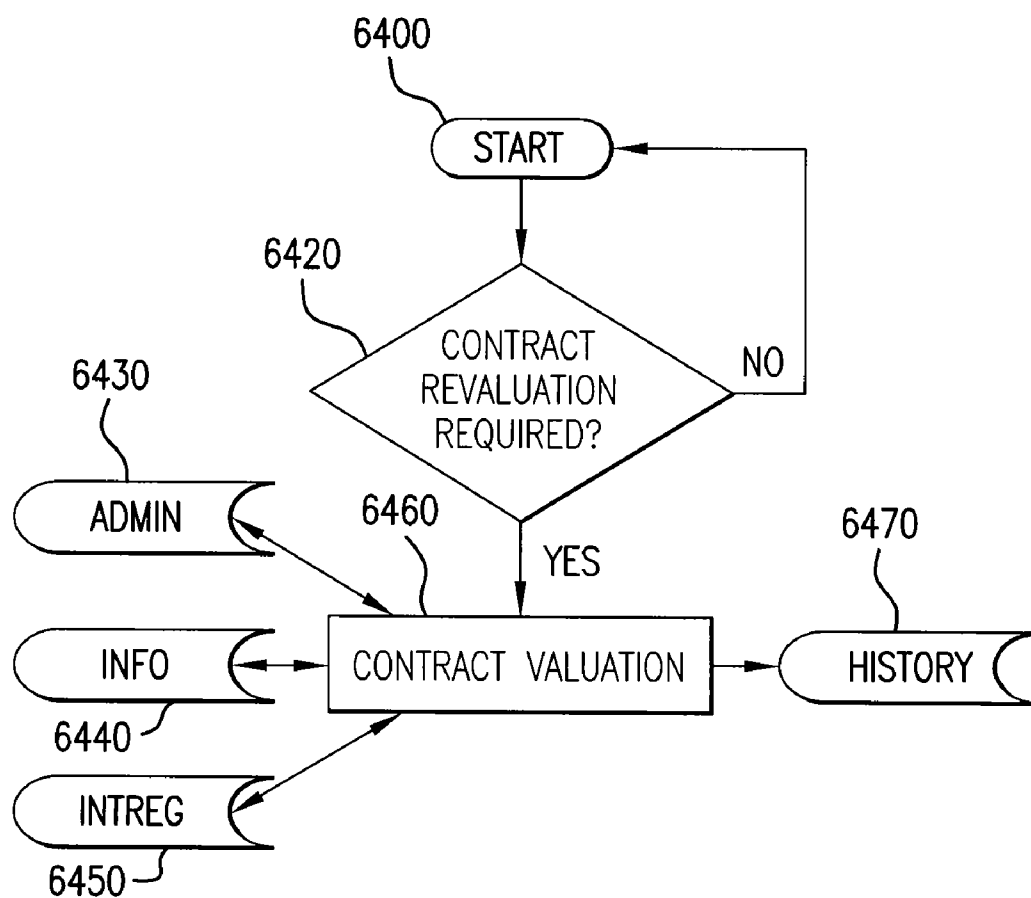 6400
START
6420
CONTRACT
REVALUATION
REQUIRED?
NO
6430
ADMIN
6460
YES
6470
INFO
CONTRACT VALUATION
HISTORY
6440
INTREG
6450